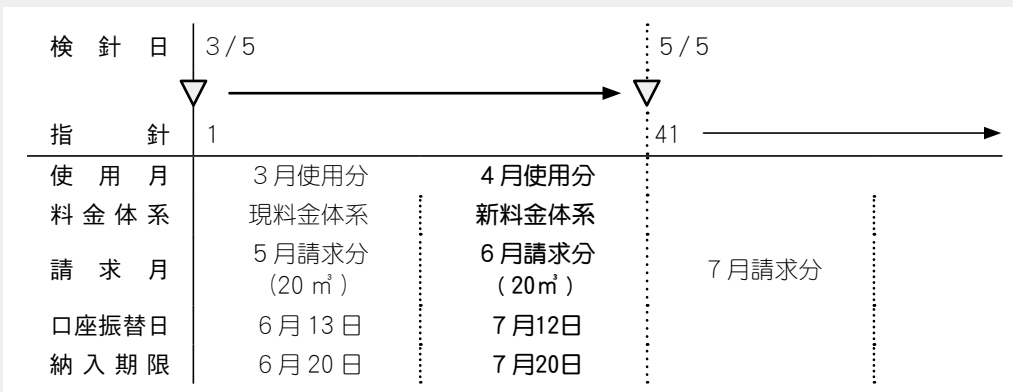 検針日 3/5 5/5
指針 1 41
使用月 3月使用分 4月使用分
料金体系 現料金体系 新料金体系
請求月 5月請求分 (20㎥) 6月請求分 (20㎥) 7月請求分
口座振替日 6月13日 7月12日
納入期限 6月20日 7月20日